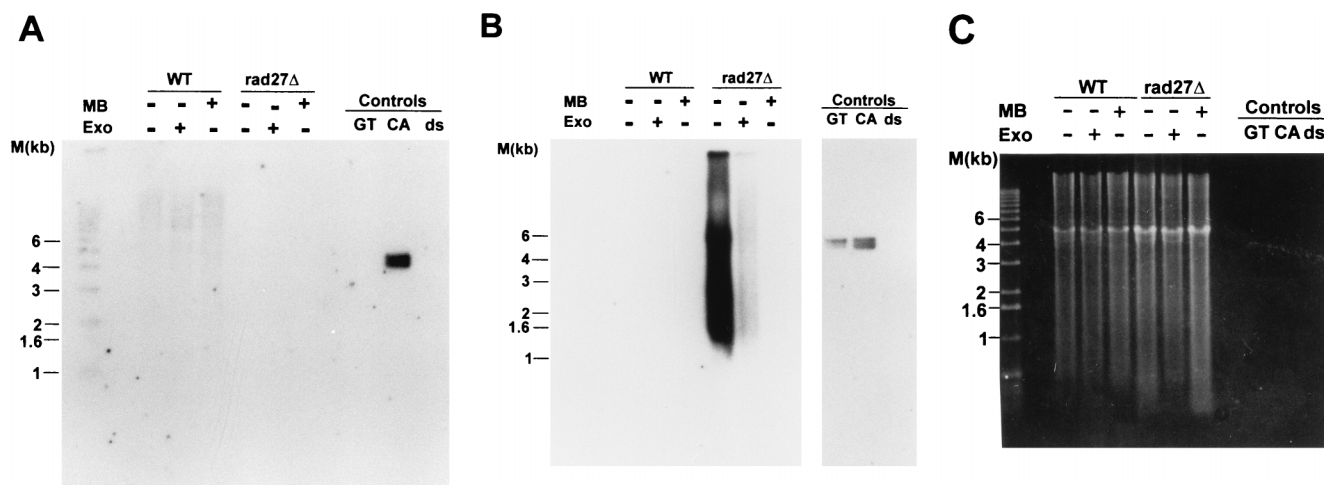 A
WT rad27Δ
MB - - + - - +
Exo - + - - + -
Controls
GT CA ds
M(kb)
6
4
3
2
1.6
1
B
WT rad27Δ
MB - - + - - +
Exo - + - - + -
Controls
GT CA ds
M(kb)
6
4
3
2
1.6
1
C
WT rad27Δ
MB - - + - - +
Exo - + - - + -
Controls
GT CA ds
M(kb)
6
4
3
2
1.6
1